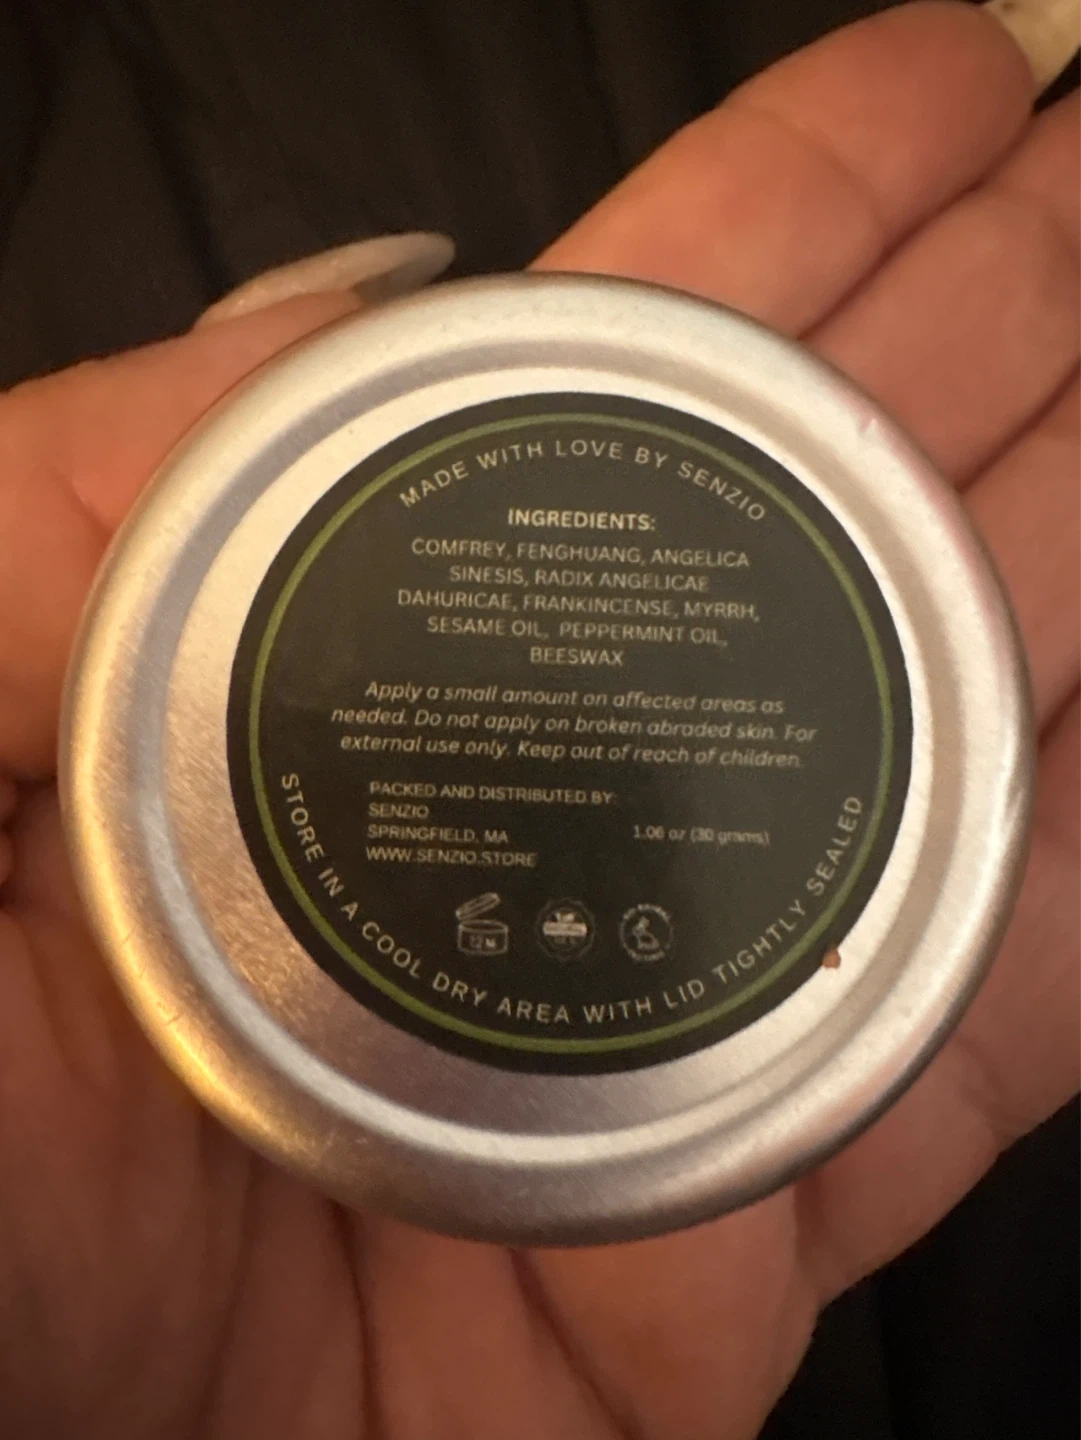 MADE WITH LOVE BY SENZIO
INGREDIENTS:
COMFREY, FENGHUANG, ANGELICA
SINESIS, RADIX ANGELICAE
DAHURICAE, FRANKINCENSE, MYRRH,
SESAME OIL, PEPPERMINT OIL,
BEESWAX
Apply a small amount on affected areas as
needed. Do not apply on broken abraded skin. For
external use only. Keep out of reach of children.
PACKED AND DISTRIBUTED BY:
SENZIO
SPRINGFIELD, MA
WWW.SENZIO.STORE
1.06 oz (30 grams)
12 M
STORE IN A COOL DRY AREA WITH LID TIGHTLY SEALED